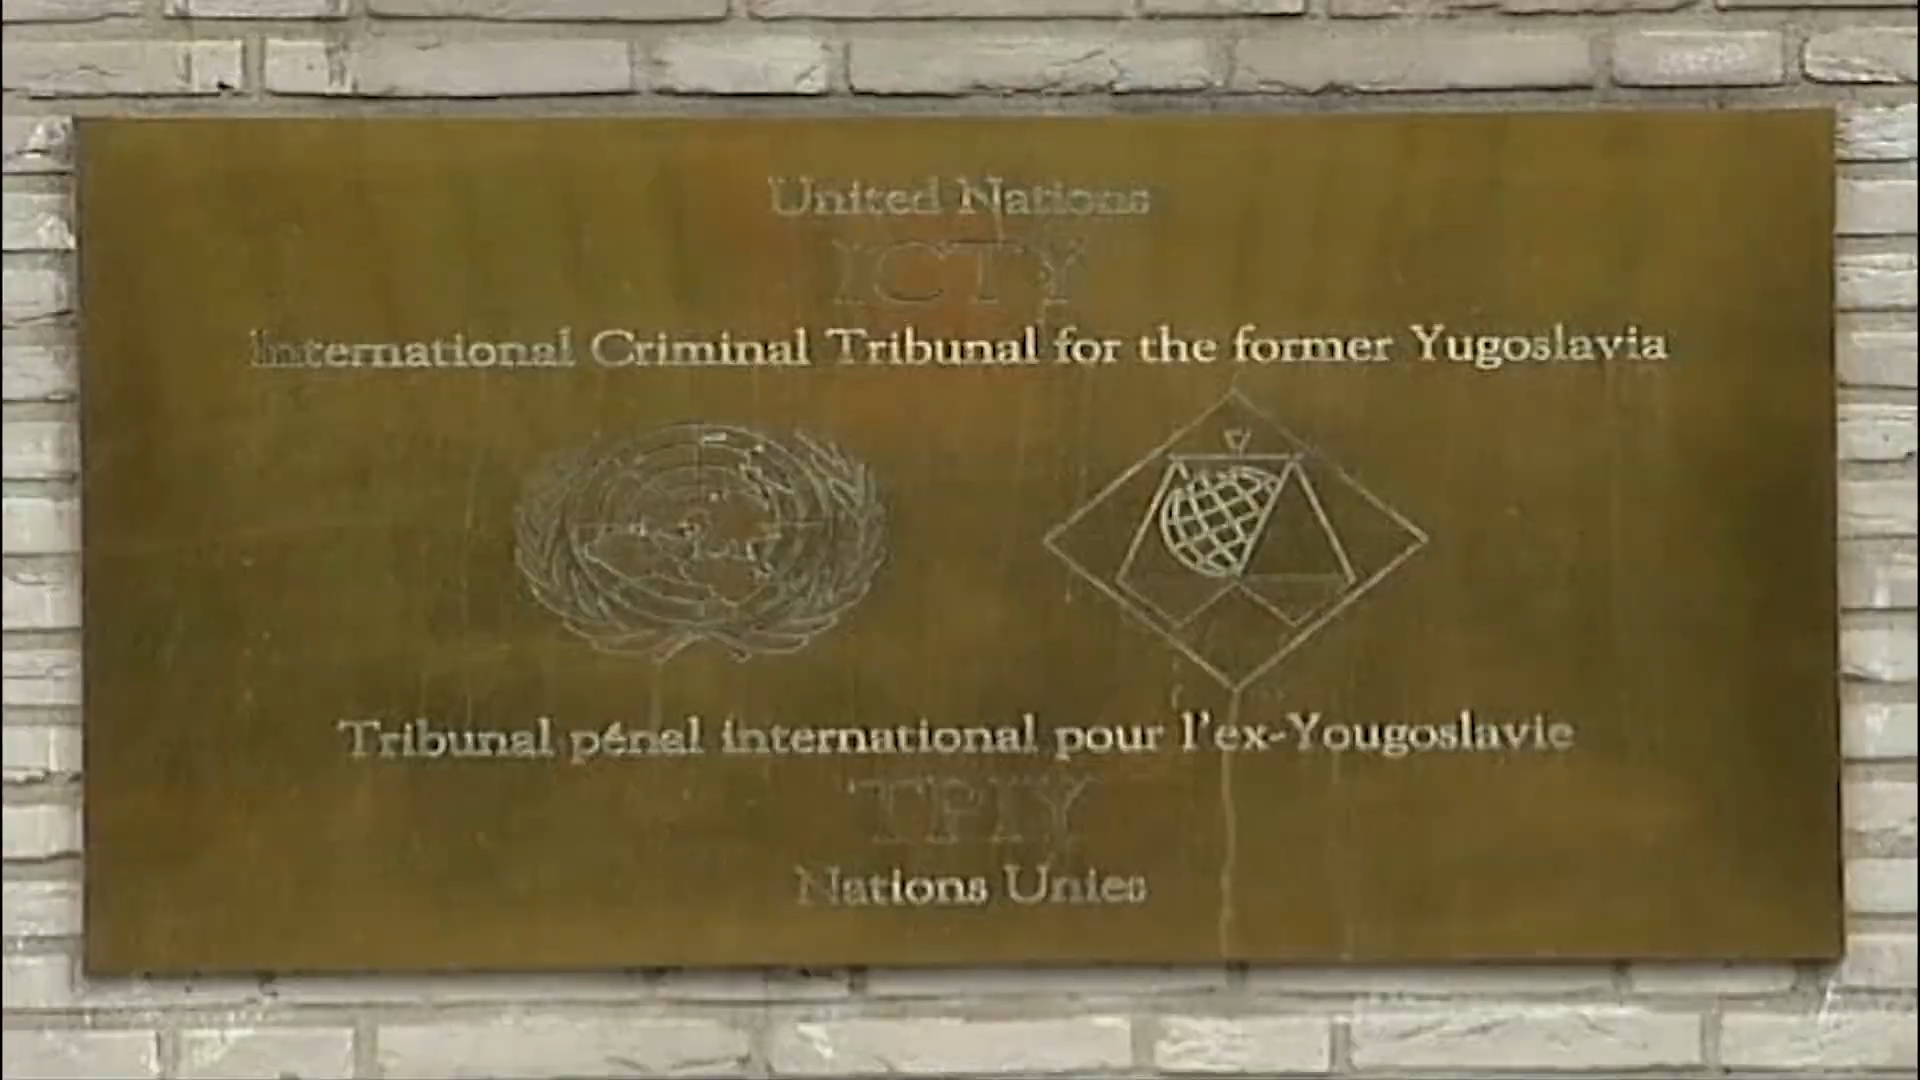 United Nations
ICTY
International Criminal Tribunal for the former Yugoslavia
Tribunal pénal international pour l'ex-Yougoslavie
TPIY
Nations Unies